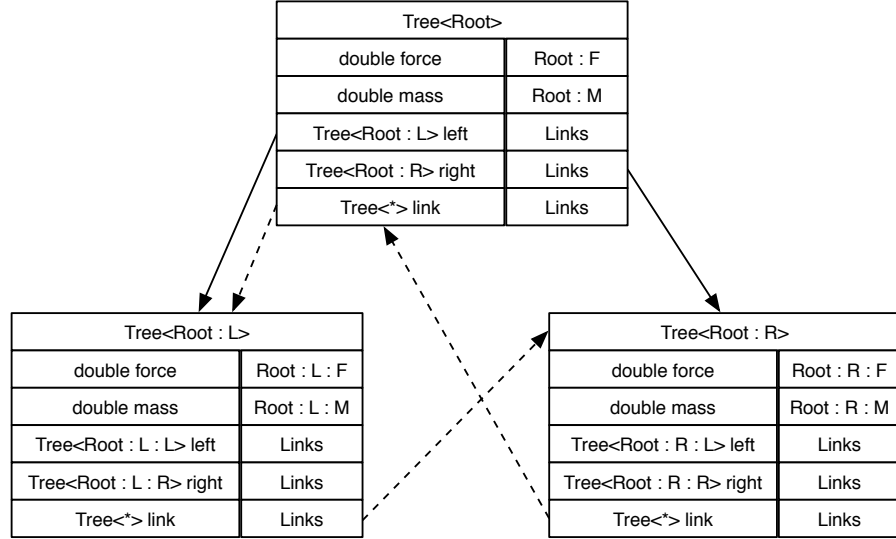 Tree<Root>
double force Root : F
double mass Root : M
Tree<Root : L> left Links
Tree<Root : R> right Links
Tree<*> link Links
Tree<Root : L>
double force Root : L : F
double mass Root : L : M
Tree<Root : L : L> left Links
Tree<Root : L : R> right Links
Tree<*> link Links
Tree<Root : R>
double force Root : R : F
double mass Root : R : M
Tree<Root : R : L> left Links
Tree<Root : R : R> right Links
Tree<*> link Links